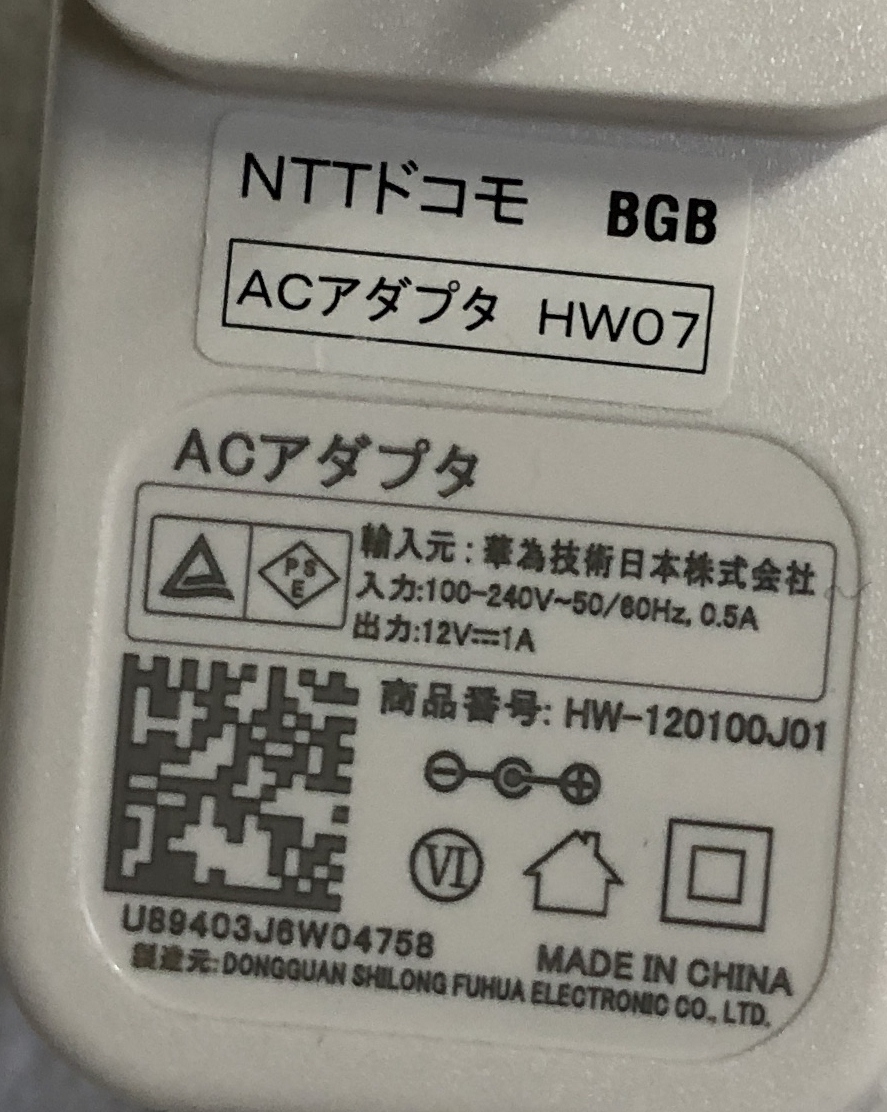 NTTドコモ BGB
ACアダプタ HW07
ACアダプタ
PSE
輸入元:華為技術日本株式会社
入力:100-240V~50/60Hz, 0.5A
出力:12V⎓1A
商品番号: HW-120100J01
VI
U89403J6W04758
MADE IN CHINA
製造元:DONGGUAN SHILONG FUHUA ELECTRONIC CO., LTD.